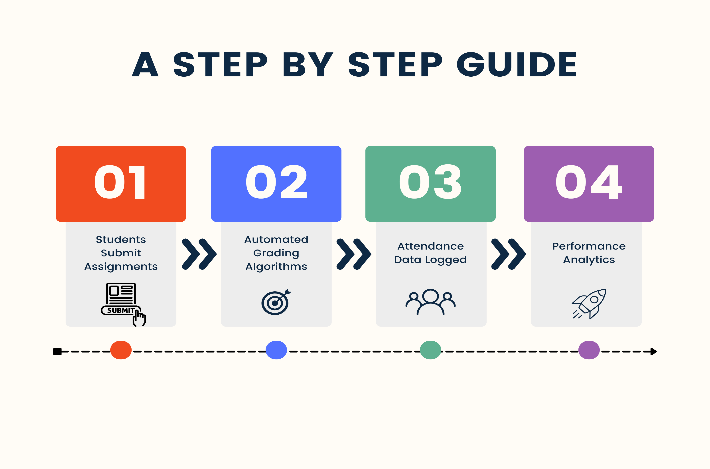 A STEP BY STEP GUIDE
01
02
03
04
Students
Submit
Assignments
Automated
Grading
Algorithms
Attendance
Data Logged
Performance
Analytics
SUBMIT